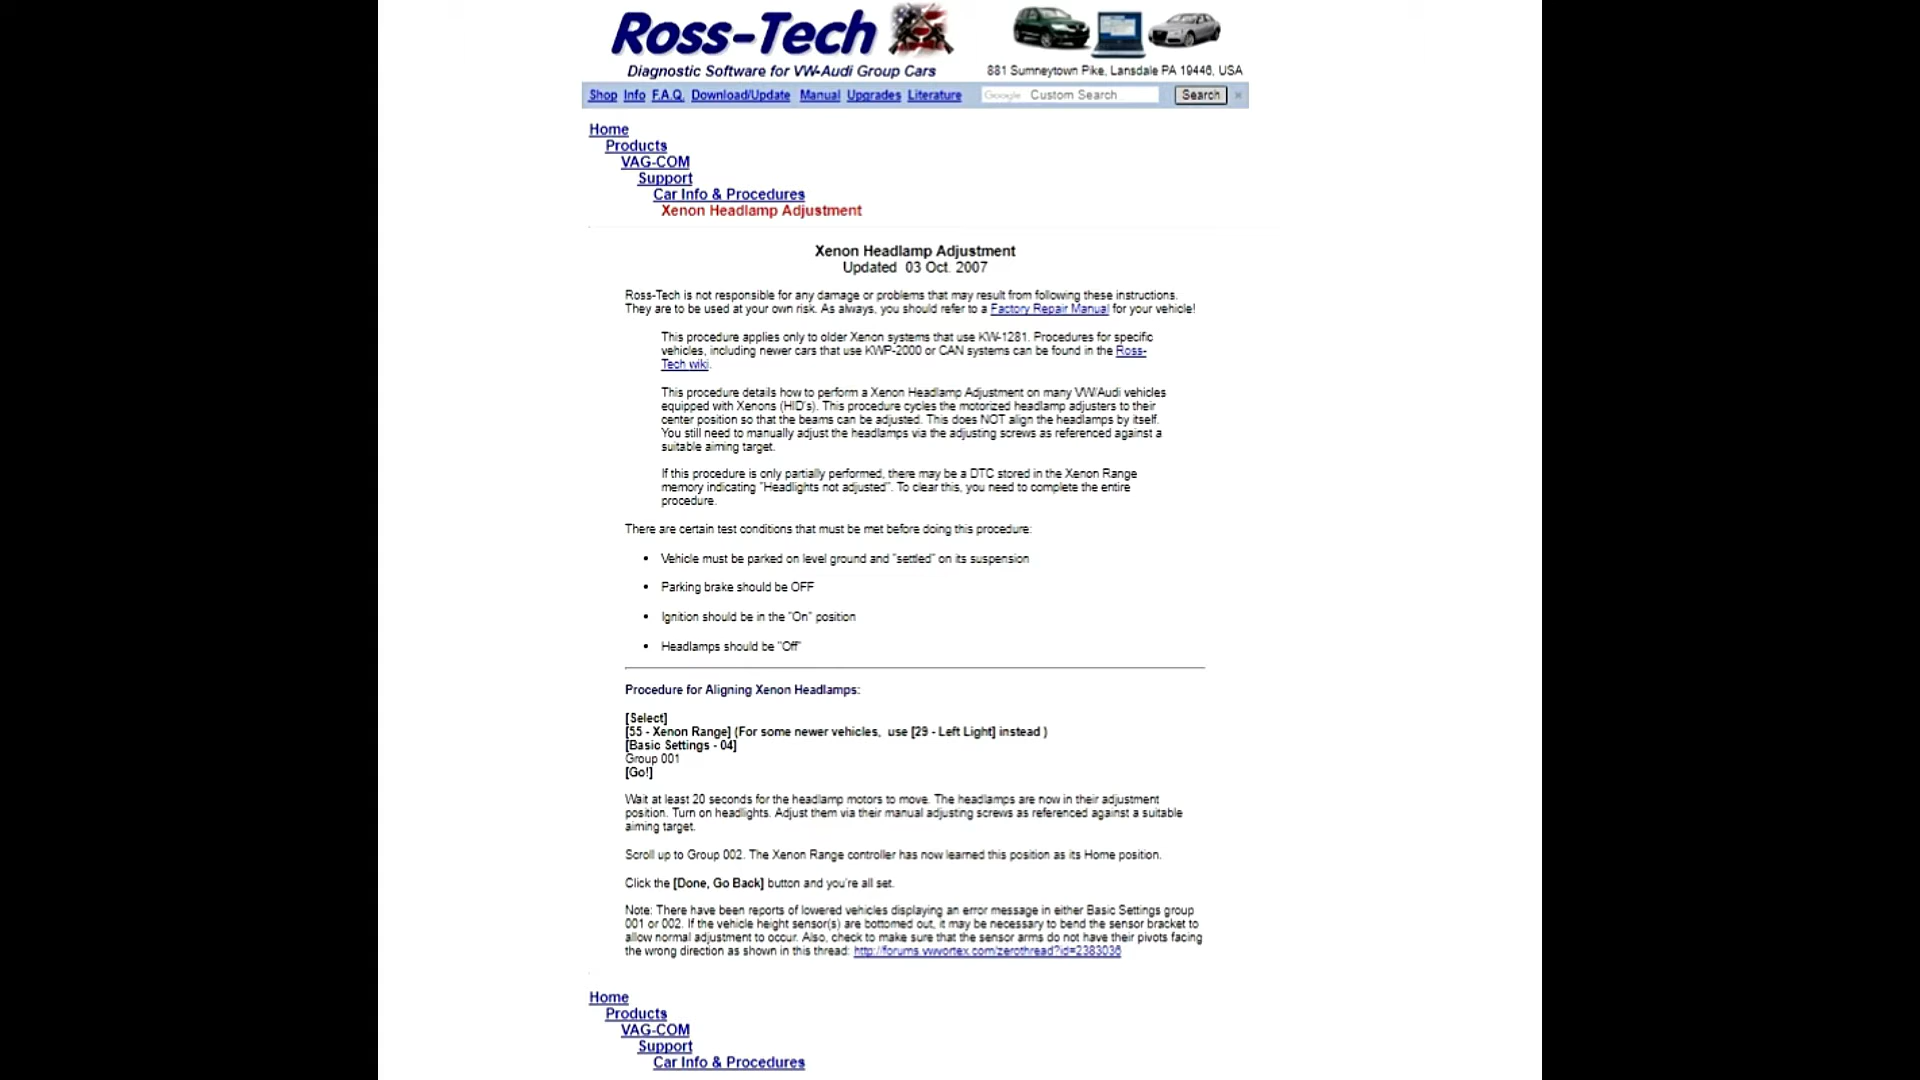 Ross-Tech
Diagnostic Software for VW-Audi Group Cars
881 Sumneytown Pike, Lansdale PA 19446, USA
Shop Info F.A.Q. Download/Update Manual Upgrades Literature Google Custom Search Search ×
Home
Products
VAG-COM
Support
Car Info & Procedures
Xenon Headlamp Adjustment
Xenon Headlamp Adjustment
Updated 03 Oct. 2007
Ross-Tech is not responsible for any damage or problems that may result from following these instructions.
They are to be used at your own risk. As always, you should refer to a Factory Repair Manual for your vehicle!
This procedure applies only to older Xenon systems that use KW-1281. Procedures for specific
vehicles, including newer cars that use KWP-2000 or CAN systems can be found in the Ross-
Tech wiki.
This procedure details how to perform a Xenon Headlamp Adjustment on many VW/Audi vehicles
equipped with Xenons (HID's). This procedure cycles the motorized headlamp adjusters to their
center position so that the beams can be adjusted. This does NOT align the headlamps by itself.
You still need to manually adjust the headlamps via the adjusting screws as referenced against a
suitable aiming target.
If this procedure is only partially performed, there may be a DTC stored in the Xenon Range
memory indicating "Headlights not adjusted". To clear this, you need to complete the entire
procedure.
There are certain test conditions that must be met before doing this procedure:
• Vehicle must be parked on level ground and "settled" on its suspension
• Parking brake should be OFF
• Ignition should be in the "On" position
• Headlamps should be "Off"
Procedure for Aligning Xenon Headlamps:
[Select]
[55 - Xenon Range] (For some newer vehicles, use [29 - Left Light] instead )
[Basic Settings - 04]
Group 001
[Go!]
Wait at least 20 seconds for the headlamp motors to move. The headlamps are now in their adjustment
position. Turn on headlights. Adjust them via their manual adjusting screws as referenced against a suitable
aiming target.
Scroll up to Group 002. The Xenon Range controller has now learned this position as its Home position.
Click the [Done, Go Back] button and you're all set.
Note: There have been reports of lowered vehicles displaying an error message in either Basic Settings group
001 or 002. If the vehicle height sensor(s) are bottomed out, it may be necessary to bend the sensor bracket to
allow normal adjustment to occur. Also, check to make sure that the sensor arms do not have their pivots facing
the wrong direction as shown in this thread: http://forums.vwvortex.com/zerothread?id=2383036
Home
Products
VAG-COM
Support
Car Info & Procedures